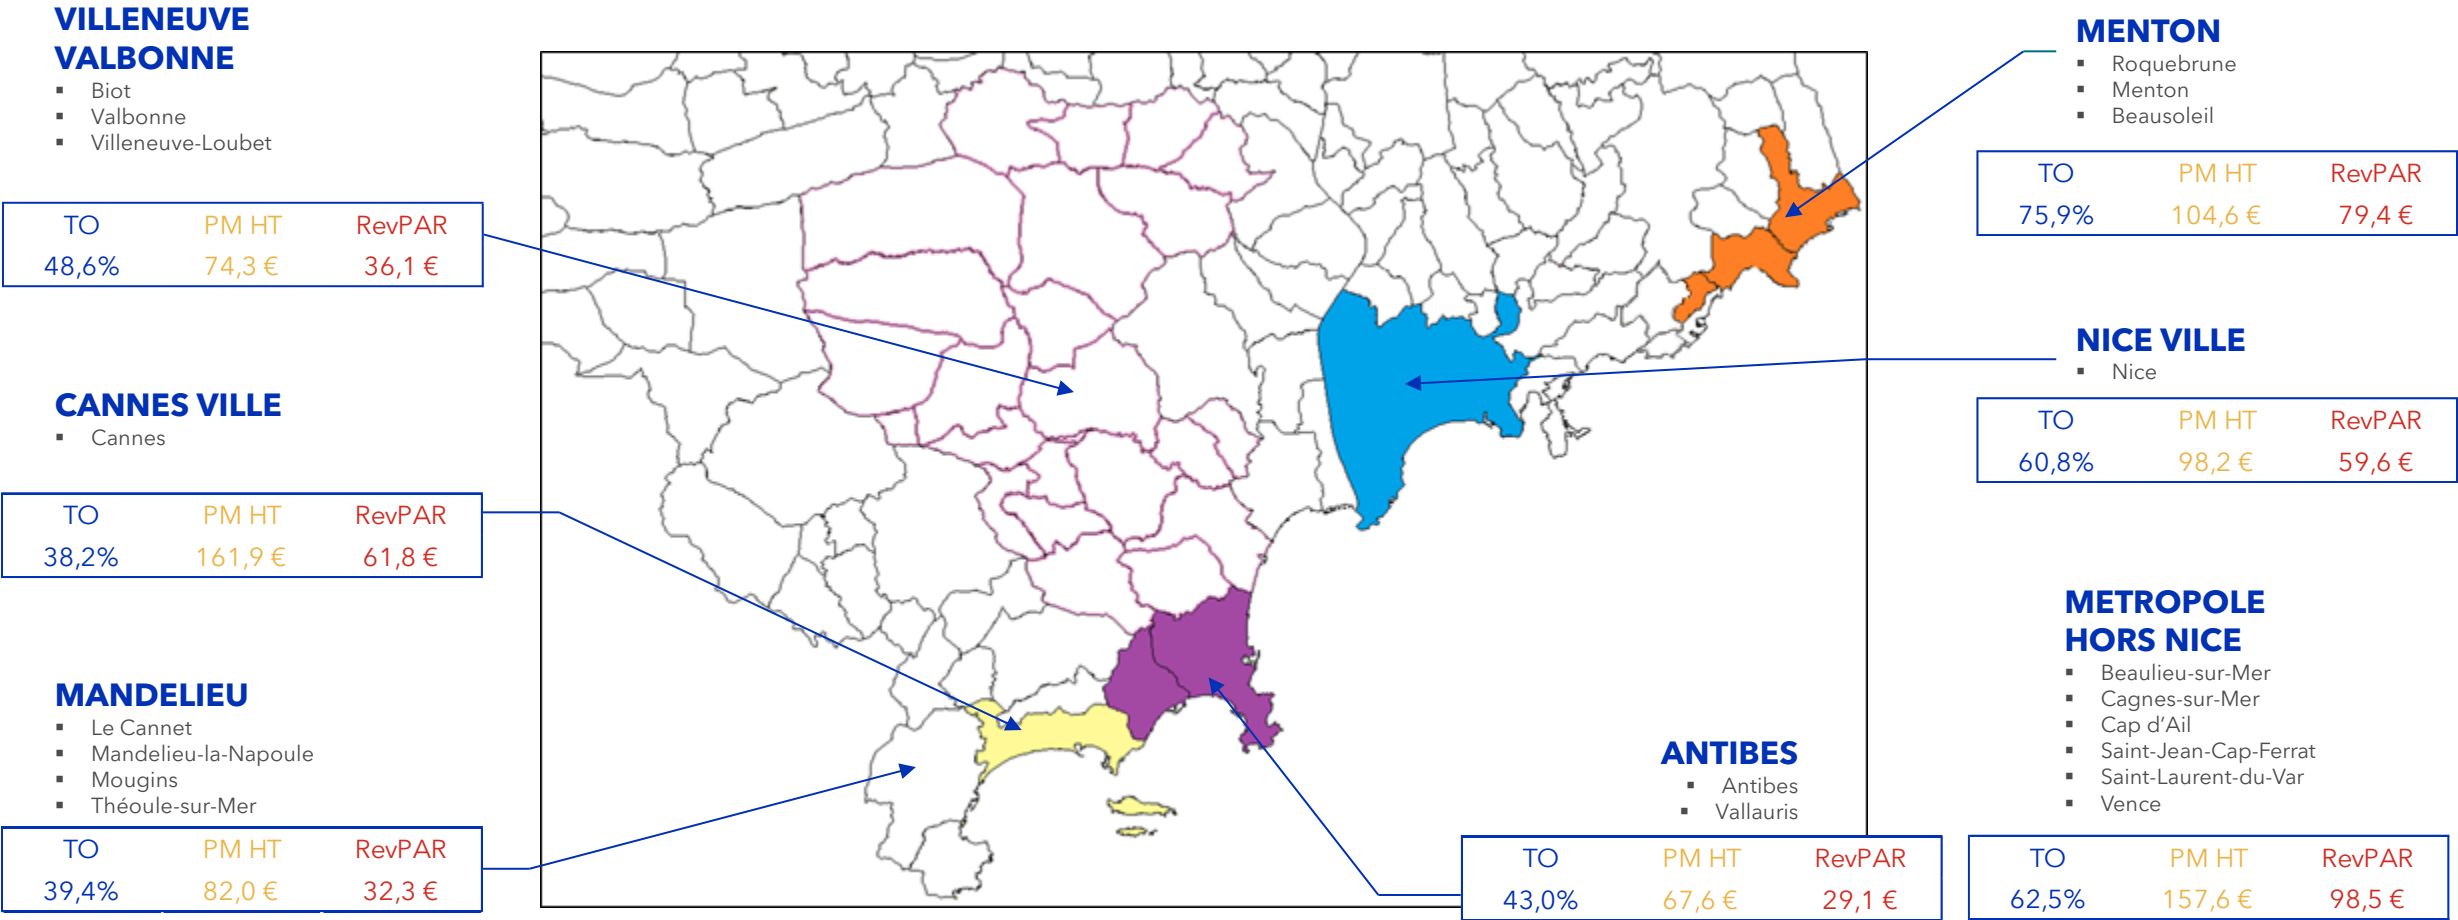 VILLENEUVE
VALBONNE
▪ Biot
▪ Valbonne
▪ Villeneuve-Loubet
TO PM HT RevPAR
48,6% 74,3 € 36,1 €
CANNES VILLE
▪ Cannes
TO PM HT RevPAR
38,2% 161,9 € 61,8 €
MANDELIEU
▪ Le Cannet
▪ Mandelieu-la-Napoule
▪ Mougins
▪ Théoule-sur-Mer
TO PM HT RevPAR
39,4% 82,0 € 32,3 €
ANTIBES
▪ Antibes
▪ Vallauris
TO PM HT RevPAR
43,0% 67,6 € 29,1 €
MENTON
▪ Roquebrune
▪ Menton
▪ Beausoleil
TO PM HT RevPAR
75,9% 104,6 € 79,4 €
NICE VILLE
▪ Nice
TO PM HT RevPAR
60,8% 98,2 € 59,6 €
METROPOLE
HORS NICE
▪ Beaulieu-sur-Mer
▪ Cagnes-sur-Mer
▪ Cap d'Ail
▪ Saint-Jean-Cap-Ferrat
▪ Saint-Laurent-du-Var
▪ Vence
TO PM HT RevPAR
62,5% 157,6 € 98,5 €